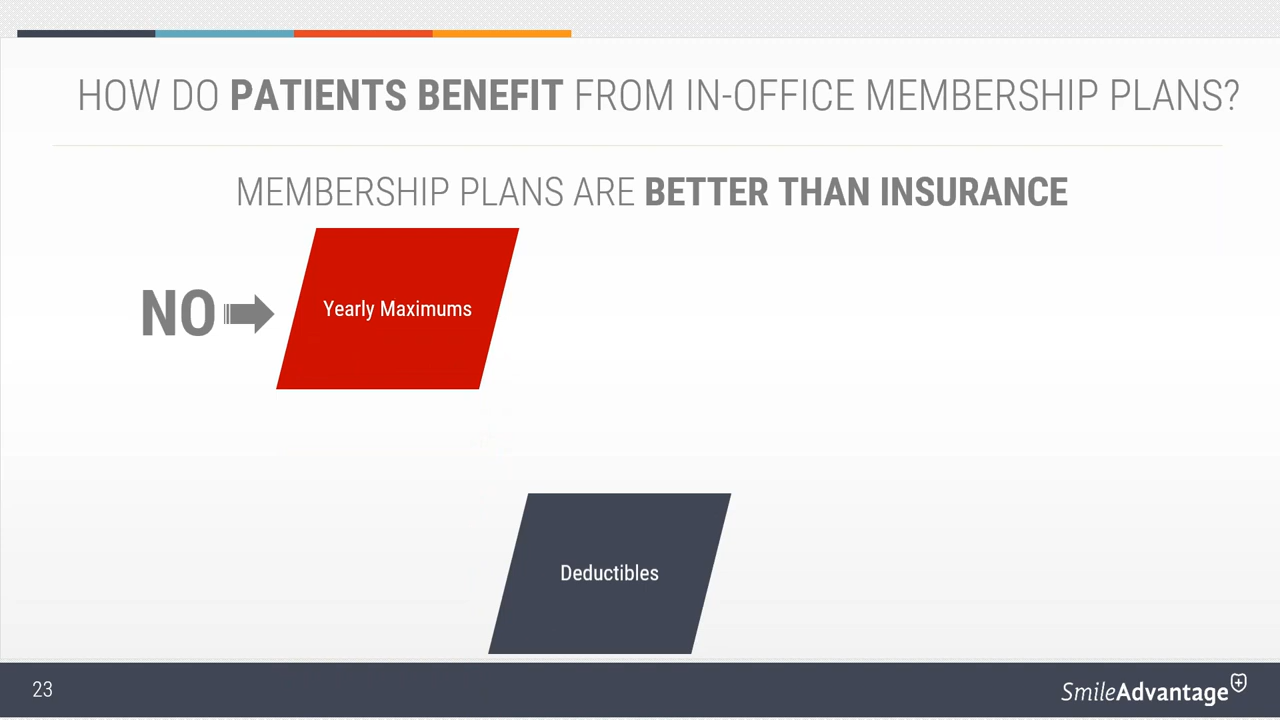 HOW DO PATIENTS BENEFIT FROM IN-OFFICE MEMBERSHIP PLANS?
MEMBERSHIP PLANS ARE BETTER THAN INSURANCE
NO
Yearly Maximums
Deductibles
23
SmileAdvantage